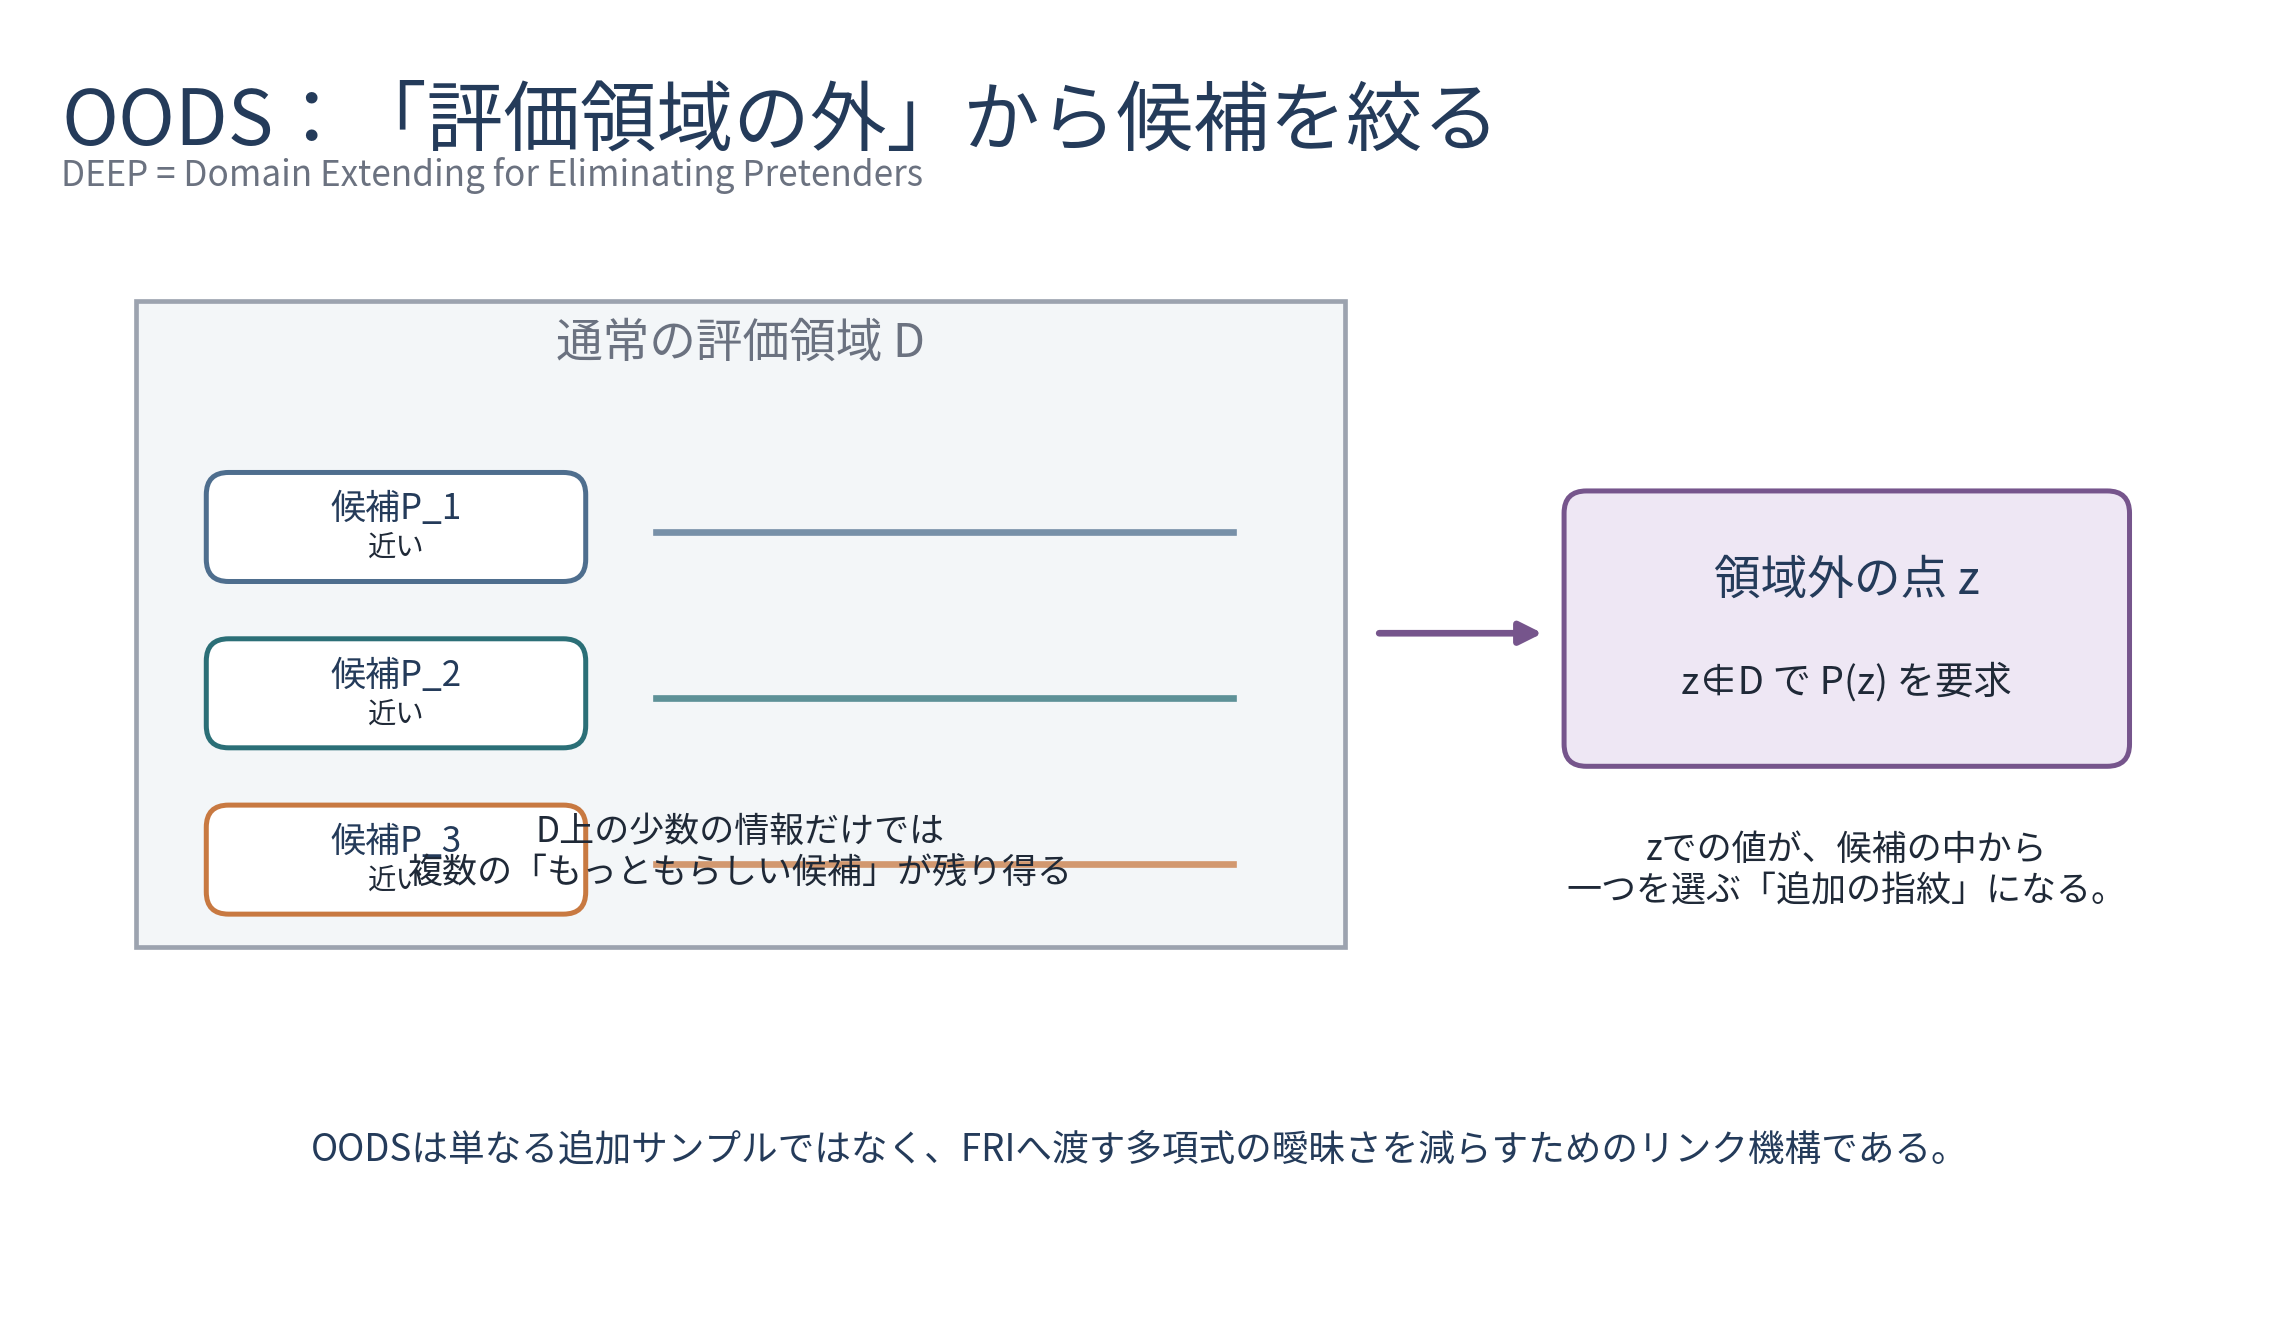 OODS：「評価領域の外」から候補を絞る
DEEP = Domain Extending for Eliminating Pretenders
通常の評価領域 D
候補P_1
近い
候補P_2
近い
候補P_3
近い
D上の少数の情報だけでは
複数の「もっともらしい候補」が残り得る
領域外の点 z
z∉D で P(z) を要求
zでの値が、候補の中から
一つを選ぶ「追加の指紋」になる。
OODSは単なる追加サンプルではなく、FRIへ渡す多項式の曖昧さを減らすためのリンク機構である。